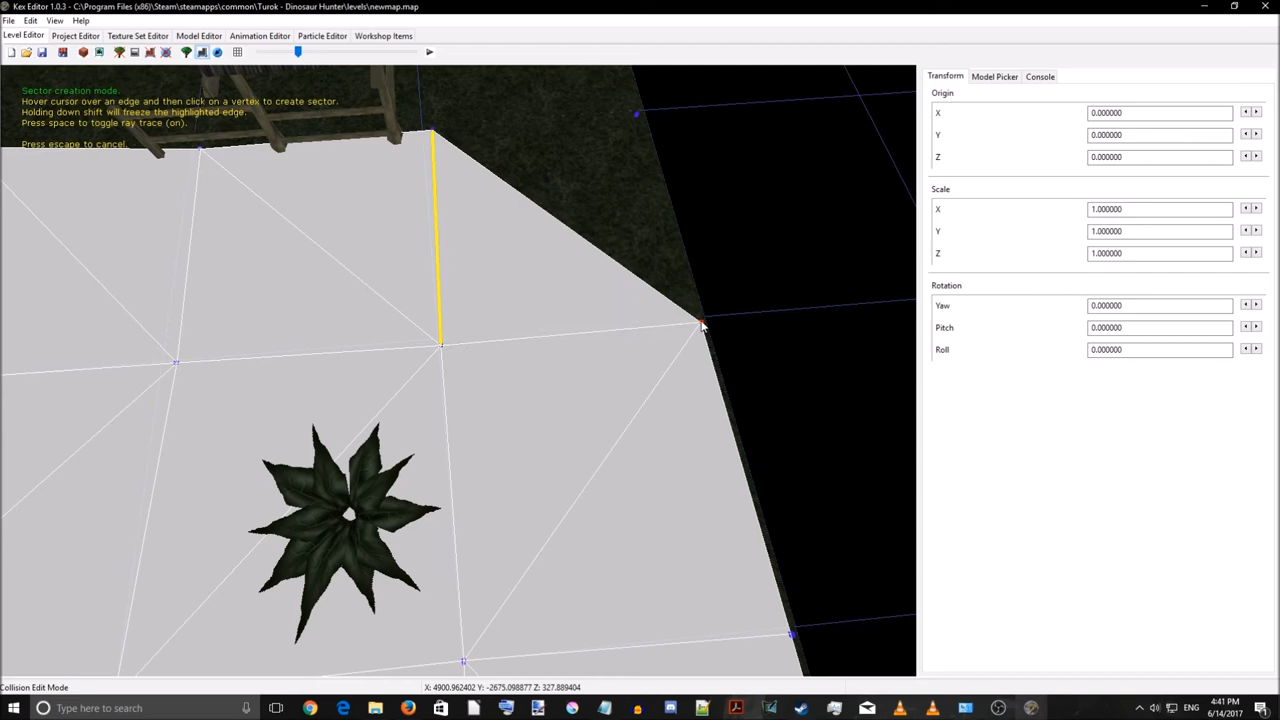 Kex Editor 1.0.3 - C:\Program Files (x86)\Steam\steamapps\common\Turok - Dinosaur Hunter\levels\newmap.map
File Edit View Help
Level Editor Project Editor Texture Set Editor Model Editor Animation Editor Particle Editor Workshop Items
Sector creation mode.
Hover cursor over an edge and then click on a vertex to create sector.
Holding down shift will freeze the highlighted edge.
Press space to toggle ray trace (on).
Press escape to cancel.
Transform Model Picker Console
Origin
X 0.000000
Y 0.000000
Z 0.000000
Scale
X 1.000000
Y 1.000000
Z 1.000000
Rotation
Yaw 0.000000
Pitch 0.000000
Roll 0.000000
Collision Edit Mode X: 4900.962402 Y: -2675.098877 Z: 327.889404
Type here to search
ENG
4:41 PM
6/14/2017